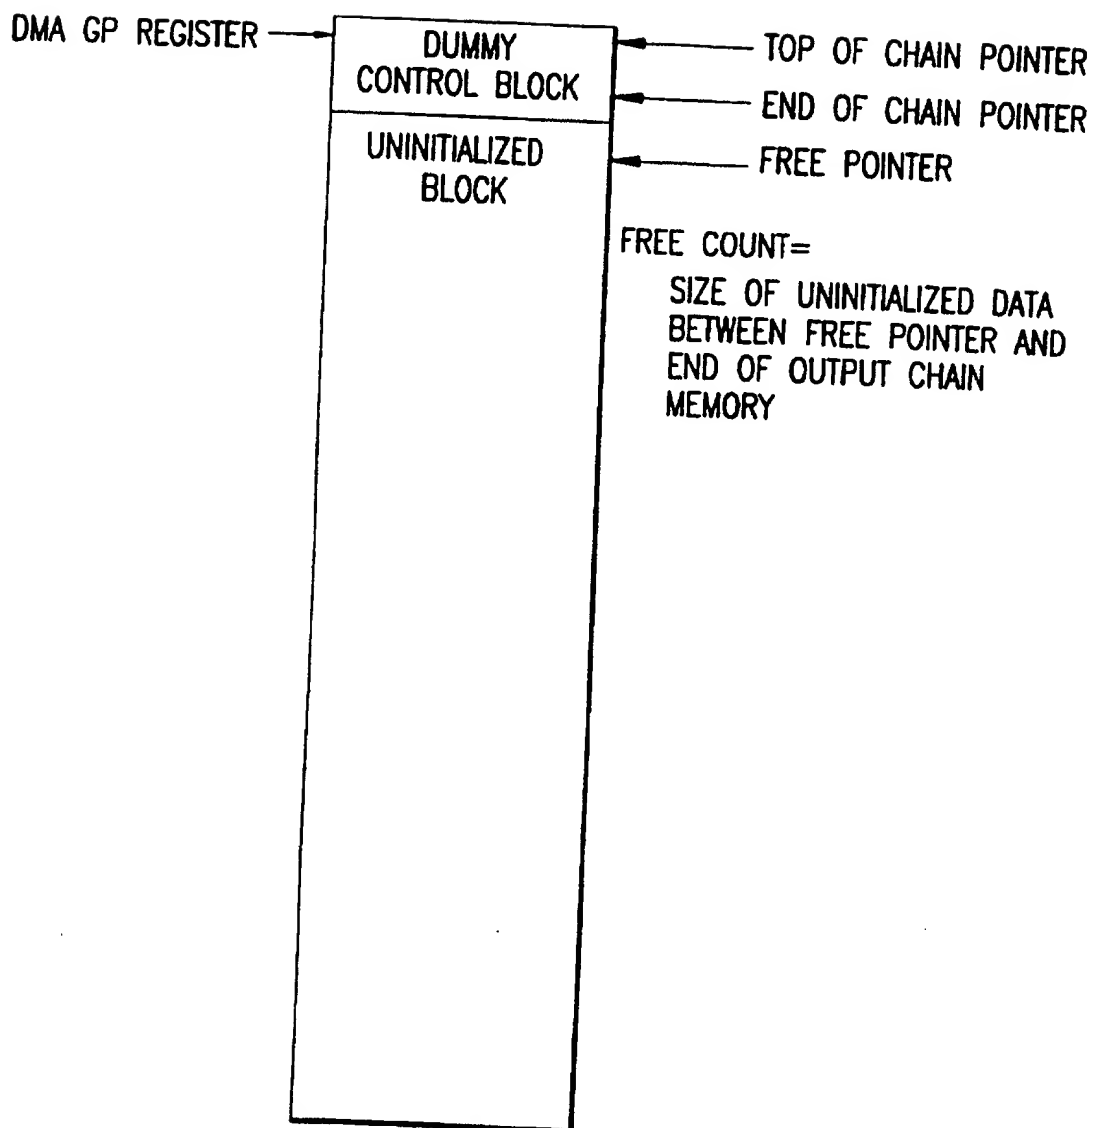 DMA GP REGISTER
DUMMY
CONTROL BLOCK
TOP OF CHAIN POINTER
END OF CHAIN POINTER
UNINITIALIZED
BLOCK
FREE POINTER
FREE COUNT=
SIZE OF UNINITIALIZED DATA
BETWEEN FREE POINTER AND
END OF OUTPUT CHAIN
MEMORY